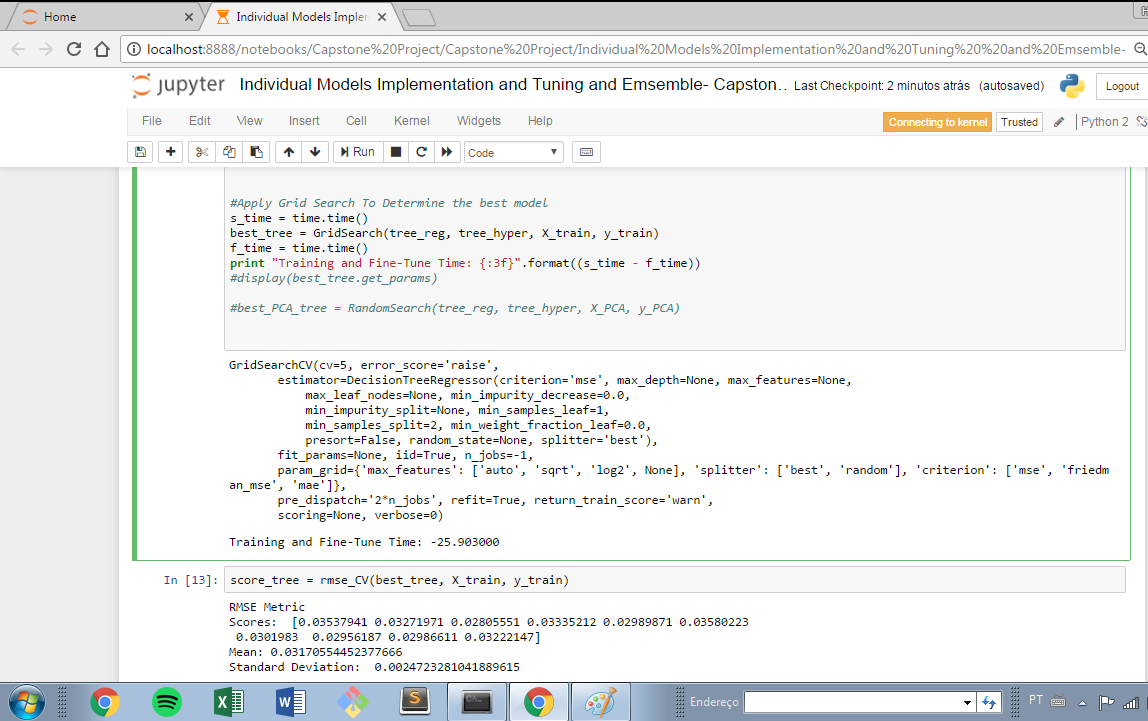 Home
Individual Models Implem
localhost:8888/notebooks/Capstone%20Project/Capstone%20Project/Individual%20Models%20Implementation%20and%20Tuning%20%20and%20Emsemble-
jupyter Individual Models Implementation and Tuning and Emsemble- Capston... Last Checkpoint: 2 minutos atrás (autosaved) Logout
File Edit View Insert Cell Kernel Widgets Help Connecting to kernel Trusted Python 2
Run Code
#Apply Grid Search To Determine the best model
s_time = time.time()
best_tree = GridSearch(tree_reg, tree_hyper, X_train, y_train)
f_time = time.time()
print "Training and Fine-Tune Time: {:3f}".format((s_time - f_time))
#display(best_tree.get_params)
#best_PCA_tree = RandomSearch(tree_reg, tree_hyper, X_PCA, y_PCA)
GridSearchCV(cv=5, error_score='raise',
estimator=DecisionTreeRegressor(criterion='mse', max_depth=None, max_features=None,
max_leaf_nodes=None, min_impurity_decrease=0.0,
min_impurity_split=None, min_samples_leaf=1,
min_samples_split=2, min_weight_fraction_leaf=0.0,
presort=False, random_state=None, splitter='best'),
fit_params=None, iid=True, n_jobs=-1,
param_grid={'max_features': ['auto', 'sqrt', 'log2', None], 'splitter': ['best', 'random'], 'criterion': ['mse', 'friedm
an_mse', 'mae']},
pre_dispatch='2*n_jobs', refit=True, return_train_score='warn',
scoring=None, verbose=0)
Training and Fine-Tune Time: -25.903000
In [13]: score_tree = rmse_CV(best_tree, X_train, y_train)
RMSE Metric
Scores:  [0.03537941 0.03271971 0.02805551 0.03335212 0.02989871 0.03580223
0.0301983  0.02956187 0.02986611 0.03222147]
Mean: 0.03170554452377666
Standard Deviation:  0.0024723281041889615
Endereço PT